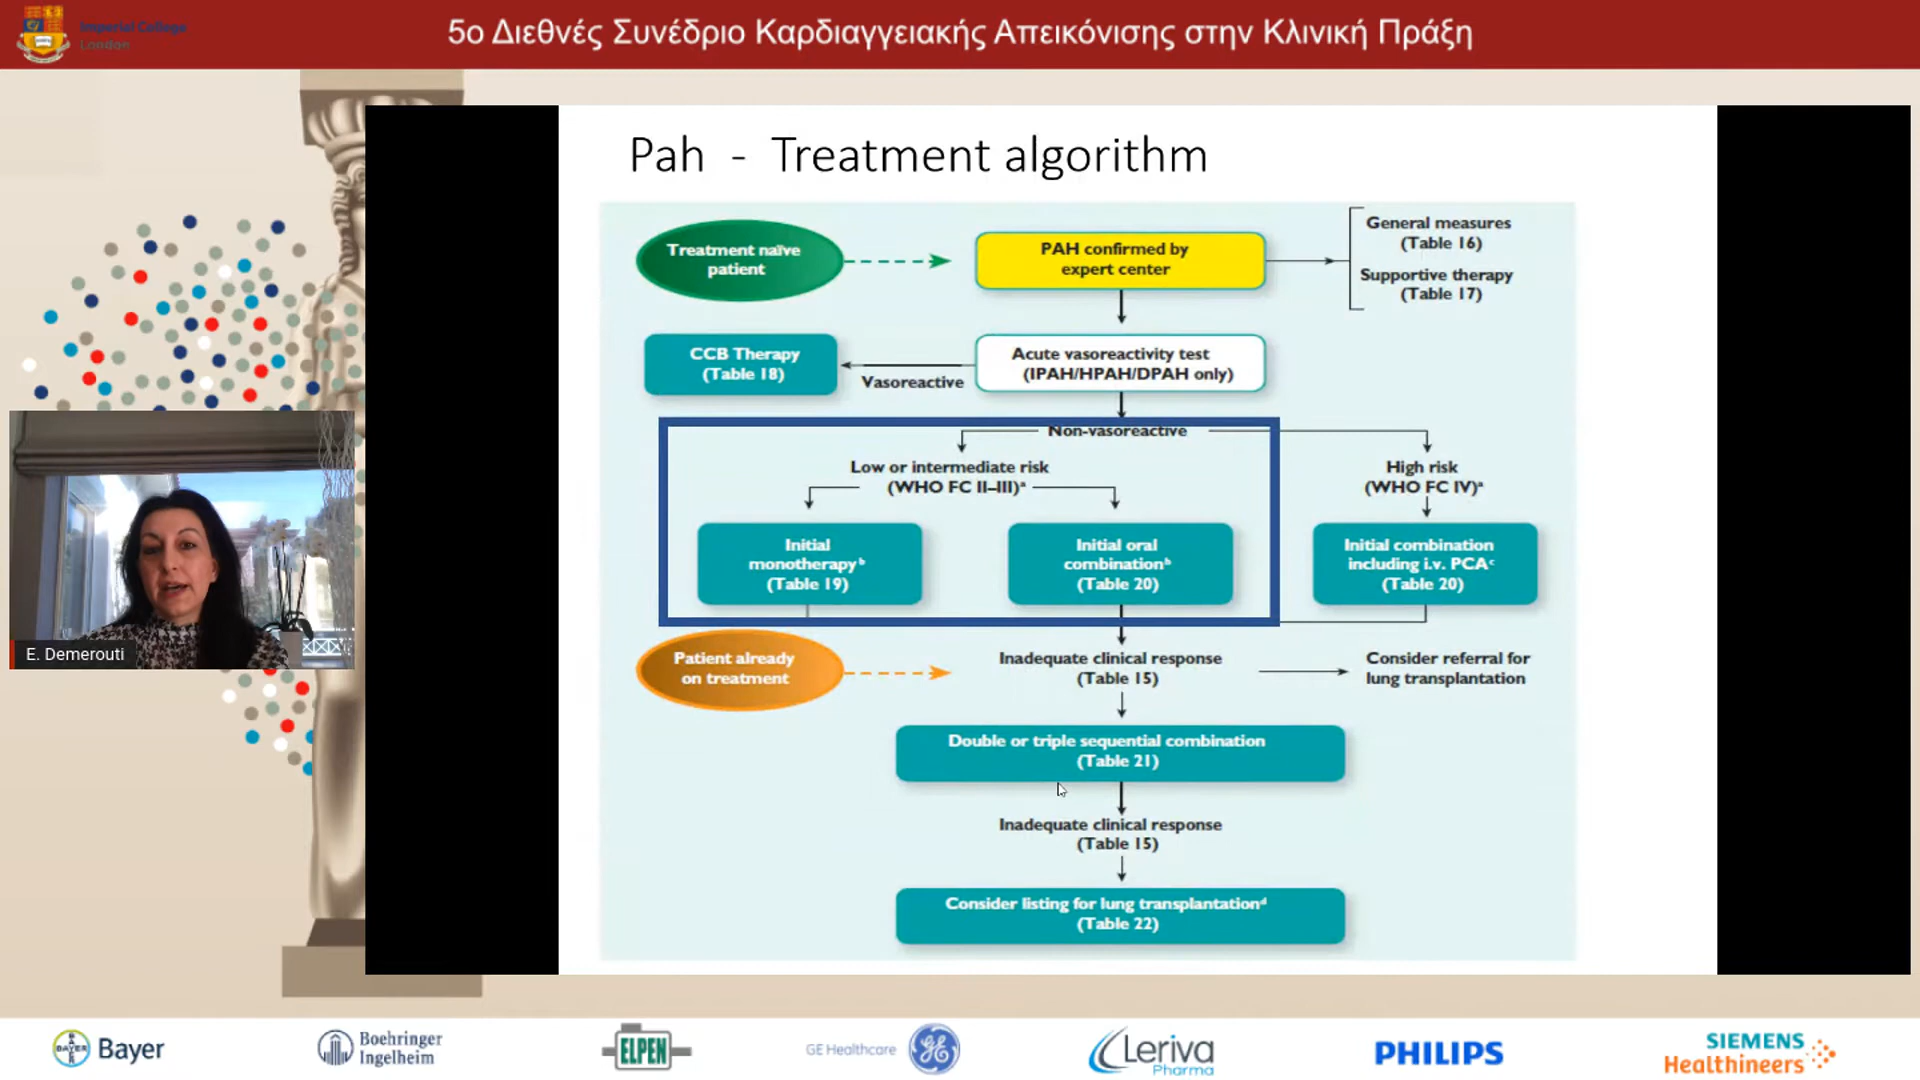 Imperial College
London
5ο Διεθνές Συνέδριο Καρδιαγγειακής Απεικόνισης στην Κλινική Πράξη
Pah - Treatment algorithm
Treatment naïve
patient
PAH confirmed by
expert center
General measures
(Table 16)
Supportive therapy
(Table 17)
CCB Therapy
(Table 18)
Vasoreactive
Acute vasoreactivity test
(IPAH/HPAH/DPAH only)
Non-vasoreactive
Low or intermediate risk
(WHO FC II–III)ᵃ
High risk
(WHO FC IV)ᵃ
Initial
monotherapyᵇ
(Table 19)
Initial oral
combinationᵇ
(Table 20)
Initial combination
including i.v. PCAᶜ
(Table 20)
Patient already
on treatment
Inadequate clinical response
(Table 15)
Consider referral for
lung transplantation
Double or triple sequential combination
(Table 21)
Inadequate clinical response
(Table 15)
Consider listing for lung transplantationᵈ
(Table 22)
E. Demerouti
BAYER
Bayer
Boehringer
Ingelheim
ELPEN
GE Healthcare
Leriva
Pharma
PHILIPS
SIEMENS
Healthineers